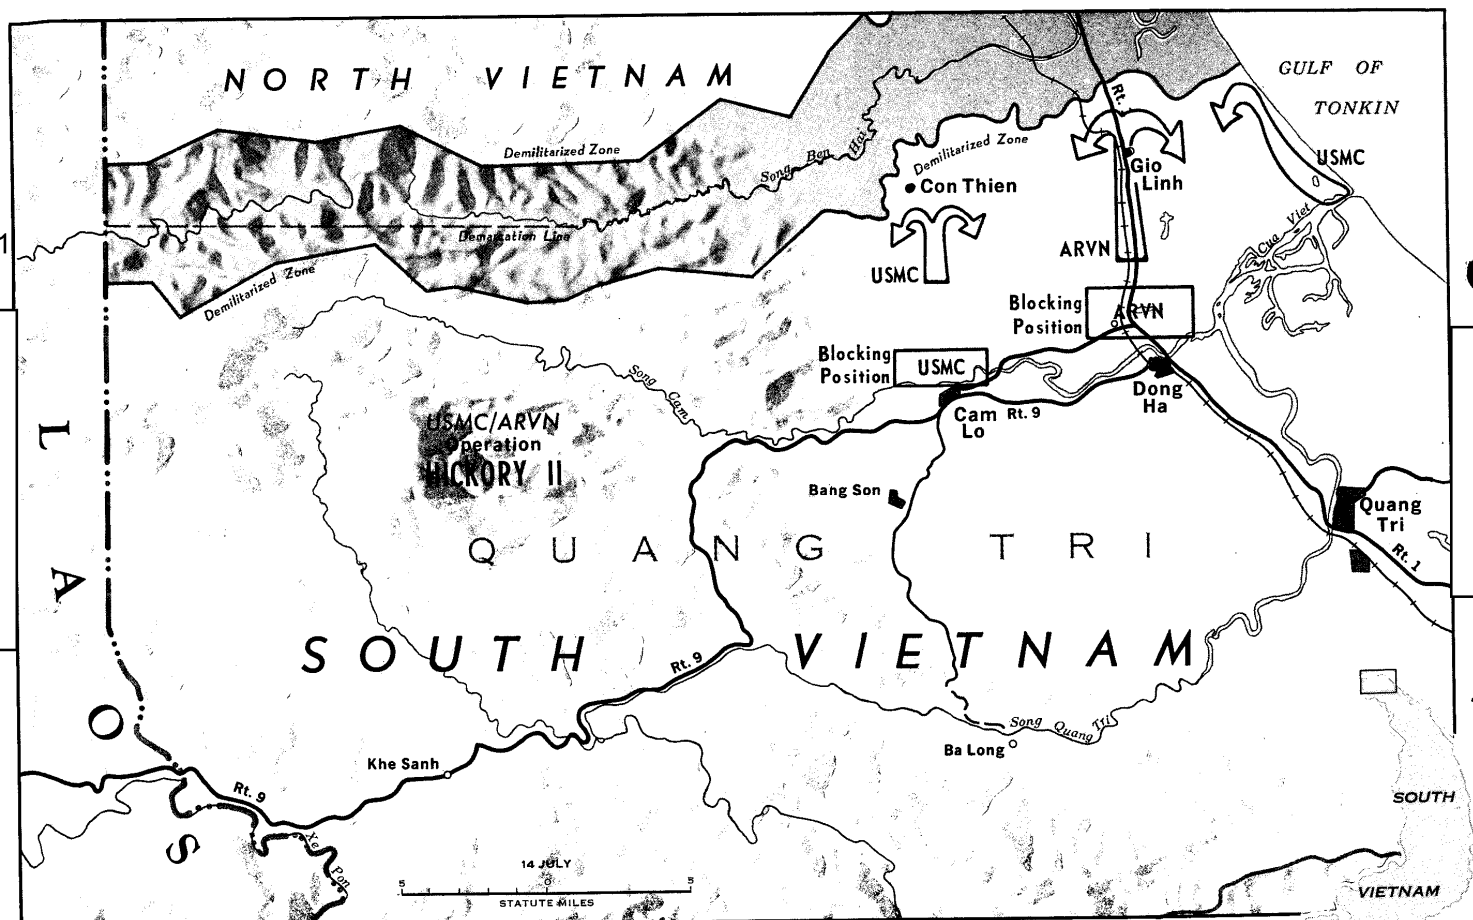 NORTH VIETNAM
GULF OF
TONKIN
Rt.
Song Ben Hai
Demilitarized Zone
Demilitarized Zone
USMC
Gio
Linh
Con Thien
1
Demarcation Line
Cua Viet
ARVN
USMC
Demilitarized Zone
Blocking
Position
ARVN
Blocking
Position
USMC
Song Cam
Dong
Ha
Cam
Lo
Rt. 9
USMC/ARVN
Operation
HICKORY II
Bang Son
Quang
Tri
QUANG TRI
Rt. 1
LAOS
SOUTH VIETNAM
Rt. 9
Song Quang Tri
Ba Long
Khe Sanh
Rt. 9
Xe Pon
SOUTH
VIETNAM
14 JULY
5 0 5
STATUTE MILES